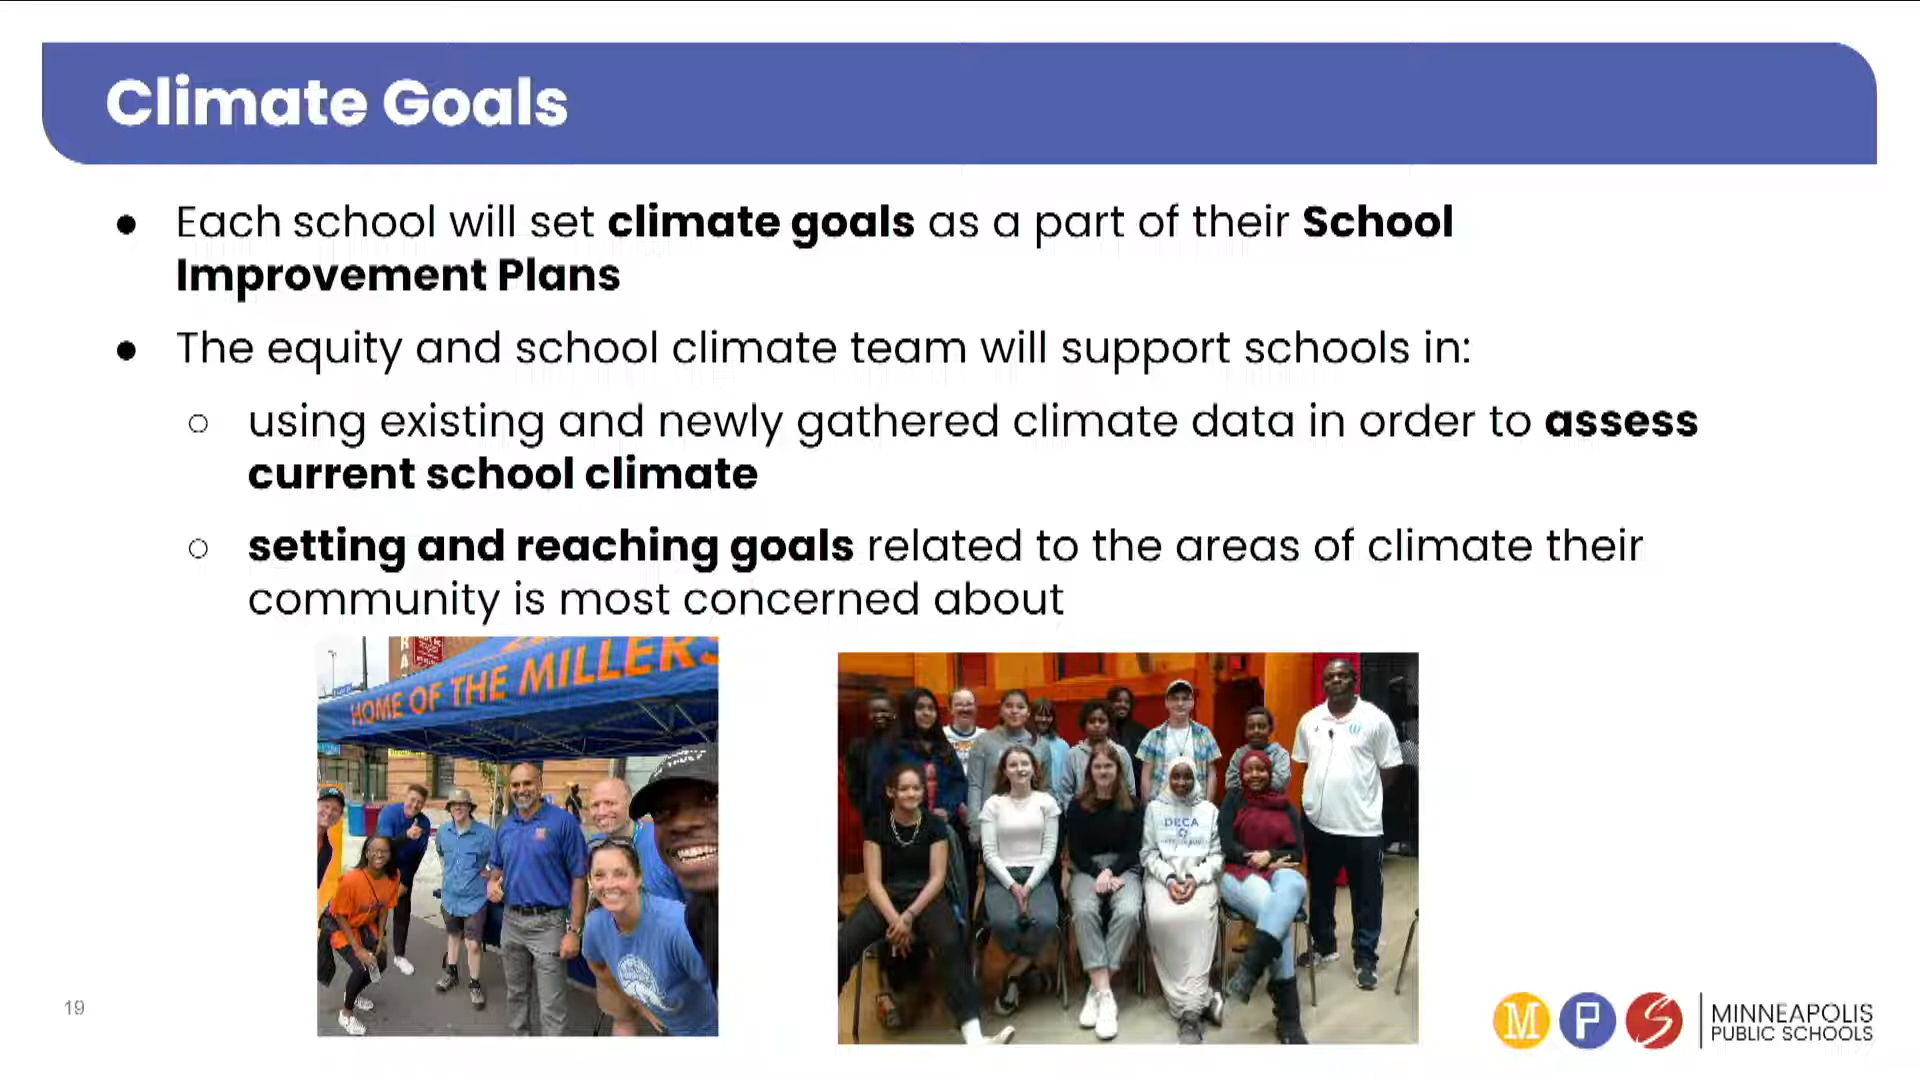 Climate Goals
● Each school will set climate goals as a part of their School
Improvement Plans
● The equity and school climate team will support schools in:
○ using existing and newly gathered climate data in order to assess
current school climate
○ setting and reaching goals related to the areas of climate their
community is most concerned about
HOME OF THE MILLERS
DECA
19
M P S
MINNEAPOLIS
PUBLIC SCHOOLS